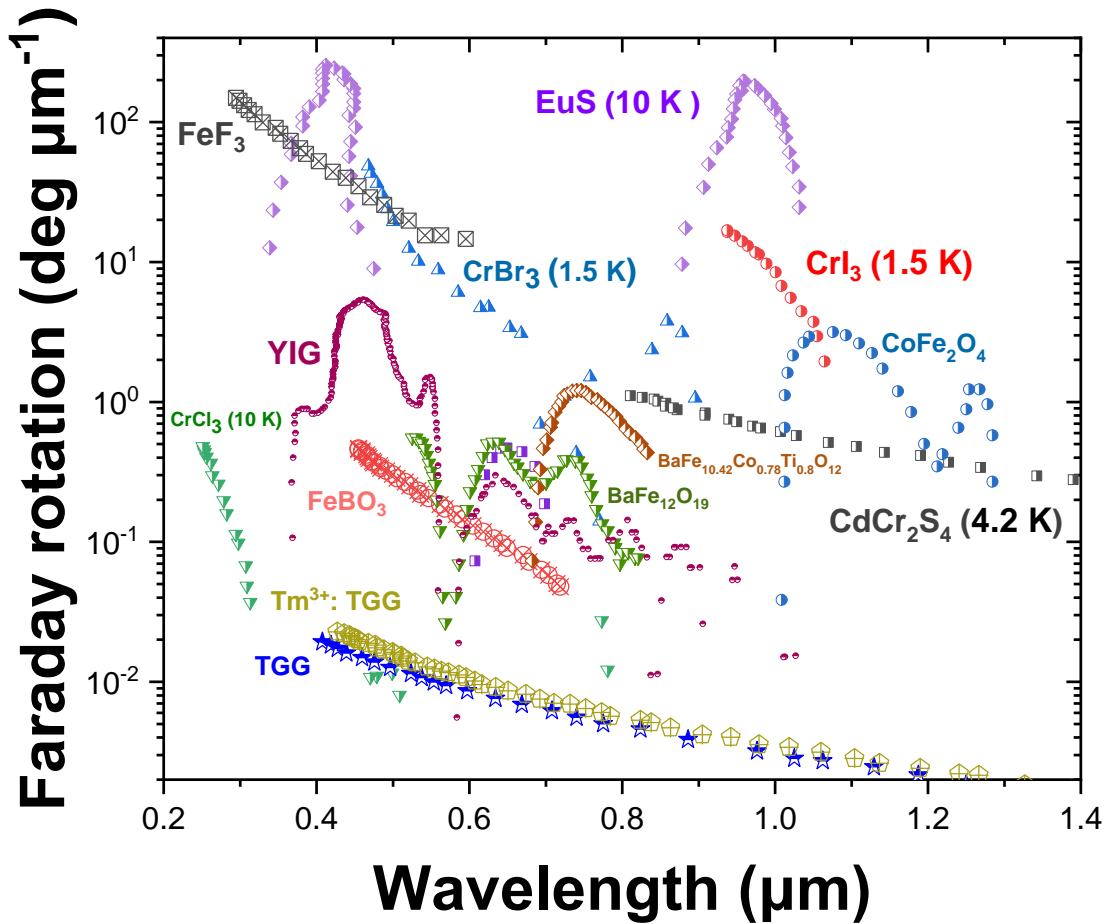 Faraday rotation (deg µm⁻¹)
10²
10¹
10⁰
10⁻¹
10⁻²
EuS (10 K )
FeF₃
CrBr₃ (1.5 K)
CrI₃ (1.5 K)
YIG
CoFe₂O₄
CrCl₃ (10 K)
BaFe₁₀.₄₂Co₀.₇₈Ti₀.₈O₁₂
FeBO₃
BaFe₁₂O₁₉
CdCr₂S₄ (4.2 K)
Tm³⁺: TGG
TGG
0.2 0.4 0.6 0.8 1.0 1.2 1.4
Wavelength (µm)